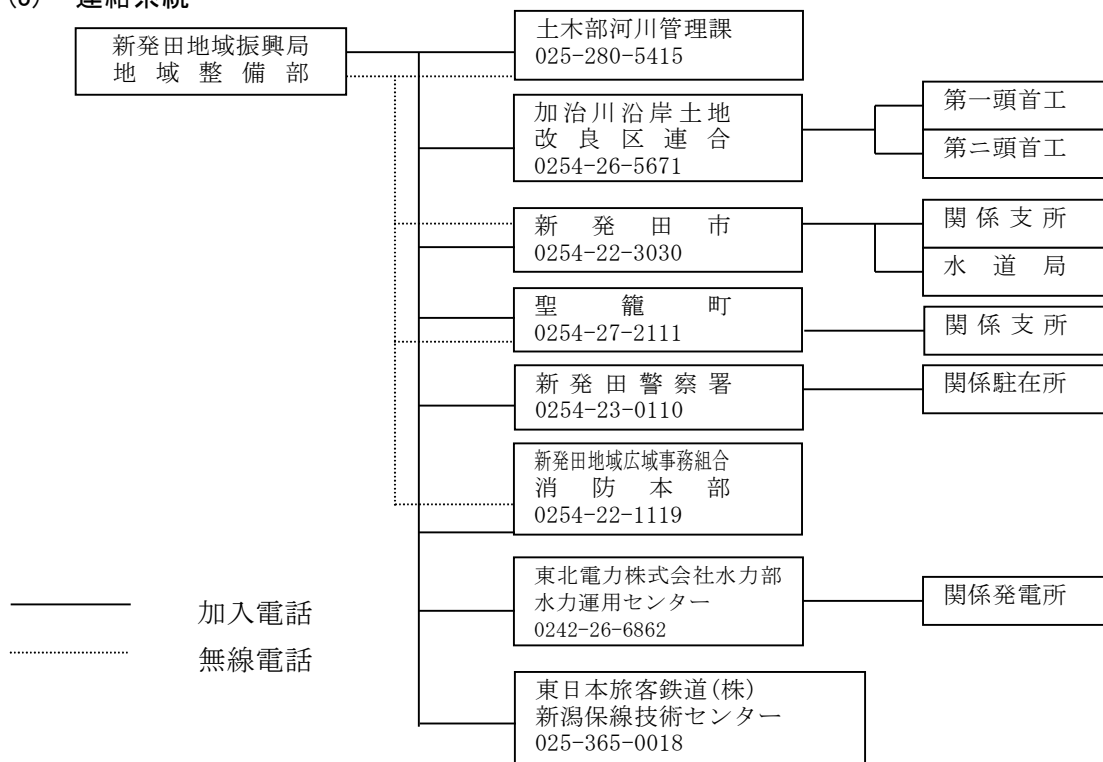 連絡系統
新発田地域振興局
地域整備部
土木部河川管理課
025-280-5415
加治川沿岸土地
改良区連合
0254-26-5671
第一頭首工
第二頭首工
新発田市
0254-22-3030
関係支所
水道局
聖籠町
0254-27-2111
関係支所
新発田警察署
0254-23-0110
関係駐在所
新発田地域広域事務組合
消防本部
0254-22-1119
東北電力株式会社水力部
水力運用センター
0242-26-6862
関係発電所
東日本旅客鉄道(株)
新潟保線技術センター
025-365-0018
加入電話
無線電話